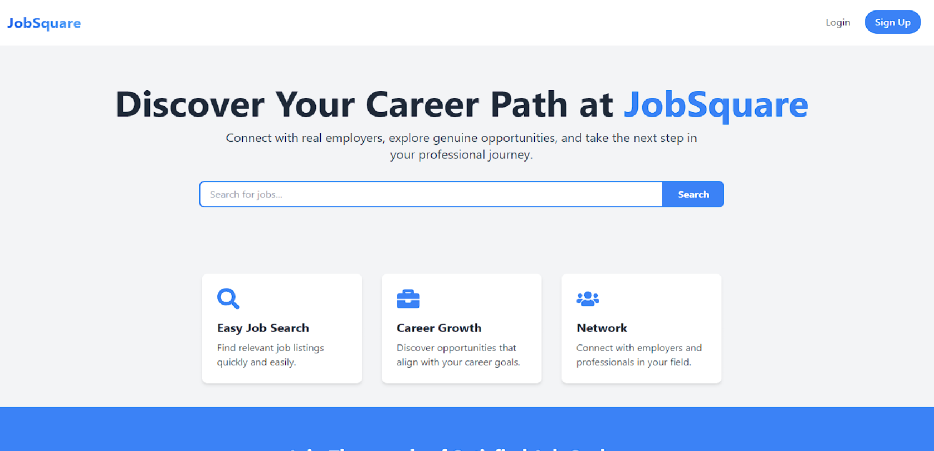 JobSquare
Login
Sign Up
Discover Your Career Path at JobSquare
Connect with real employers, explore genuine opportunities, and take the next step in
your professional journey.
Search for jobs...
Search
Easy Job Search
Find relevant job listings
quickly and easily.
Career Growth
Discover opportunities that
align with your career goals.
Network
Connect with employers and
professionals in your field.